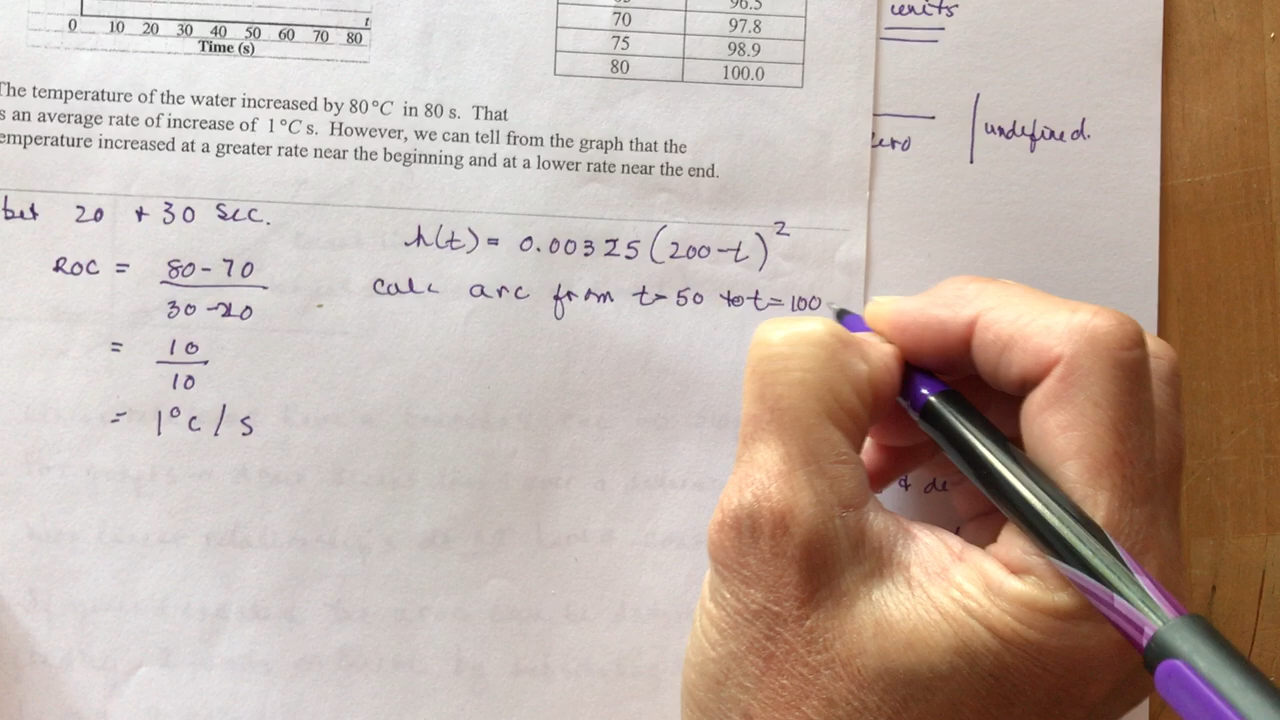 0 10 20 30 40 50 60 70 80 t
Time (s)
96.5
70 97.8
75 98.9
80 100.0
units
undefined.
The temperature of the water increased by 80 °C in 80 s. That
s an average rate of increase of 1 °C s. However, we can tell from the graph that the
emperature increased at a greater rate near the beginning and at a lower rate near the end.
bet 20 + 30 Sec.
ROC = 80 - 70
30 - 20
= 10
10
= 1°c / s
h(t) = 0.00325 (200 - t)²
calc arc from t = 50 to t = 100
& de